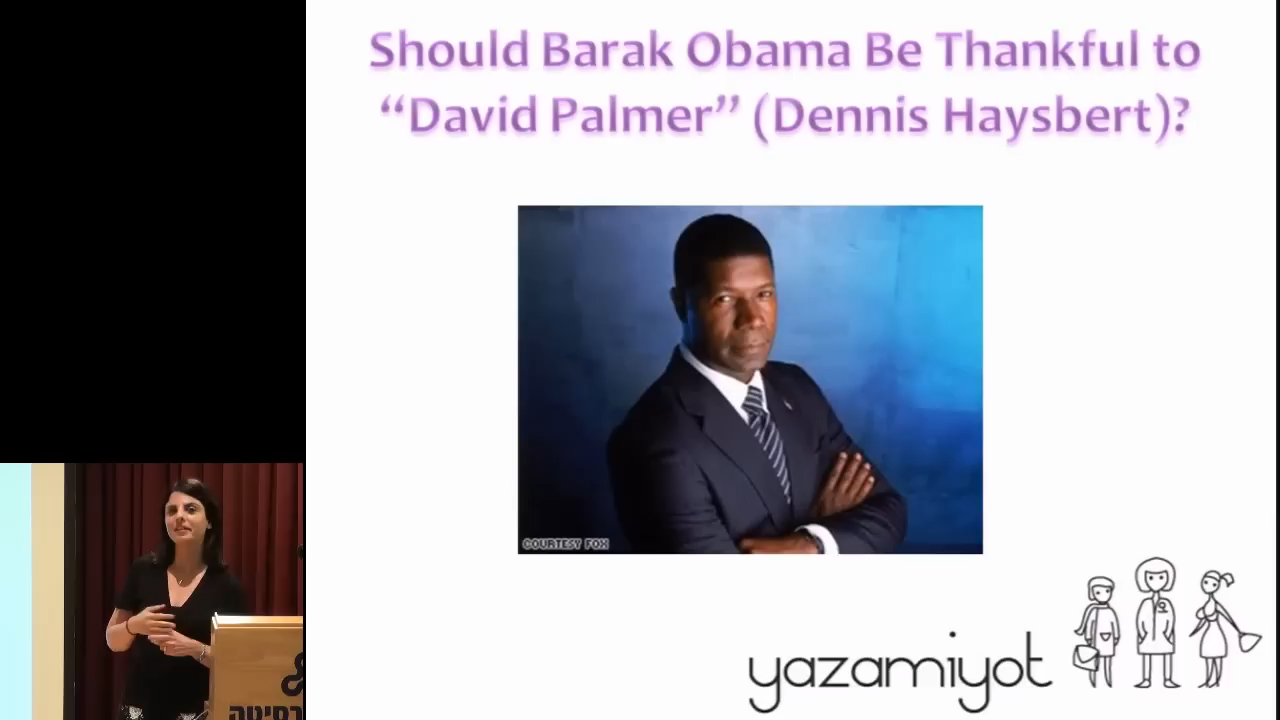 Should Barak Obama Be Thankful to
“David Palmer” (Dennis Haysbert)?
COURTESY FOX
yazamiyot